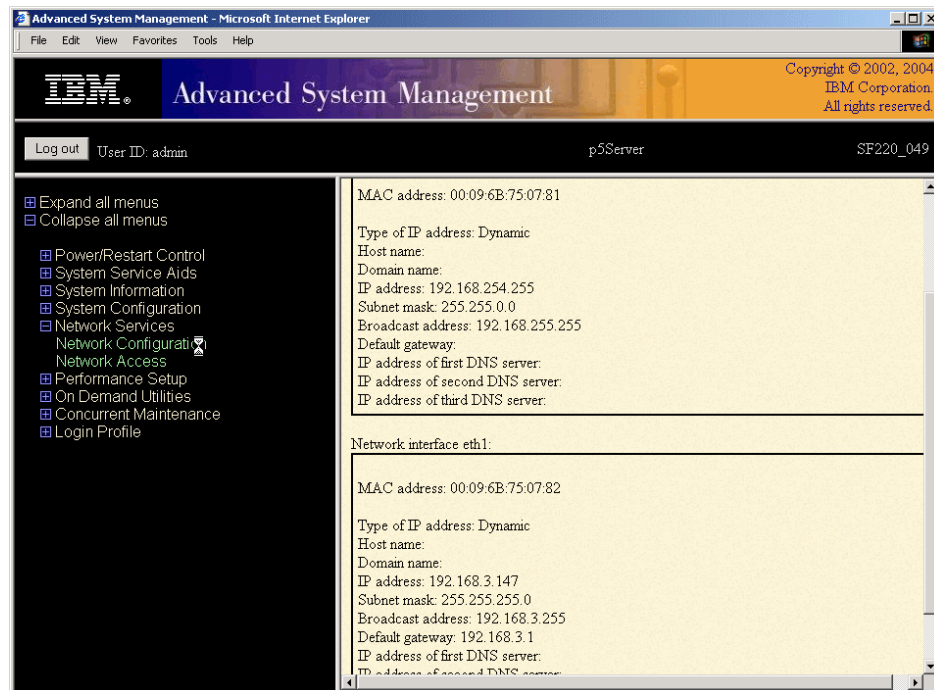 Advanced System Management - Microsoft Internet Explorer
File Edit View Favorites Tools Help
IBM®
Advanced System Management
Copyright © 2002, 2004
IBM Corporation.
All rights reserved.
Log out User ID: admin p5Server SF220_049
Expand all menus
Collapse all menus
Power/Restart Control
System Service Aids
System Information
System Configuration
Network Services
Network Configuration
Network Access
Performance Setup
On Demand Utilities
Concurrent Maintenance
Login Profile
MAC address: 00:09:6B:75:07:81
Type of IP address: Dynamic
Host name:
Domain name:
IP address: 192.168.254.255
Subnet mask: 255.255.0.0
Broadcast address: 192.168.255.255
Default gateway:
IP address of first DNS server:
IP address of second DNS server:
IP address of third DNS server:
Network interface eth1:
MAC address: 00:09:6B:75:07:82
Type of IP address: Dynamic
Host name:
Domain name:
IP address: 192.168.3.147
Subnet mask: 255.255.255.0
Broadcast address: 192.168.3.255
Default gateway: 192.168.3.1
IP address of first DNS server:
IP address of second DNS server: